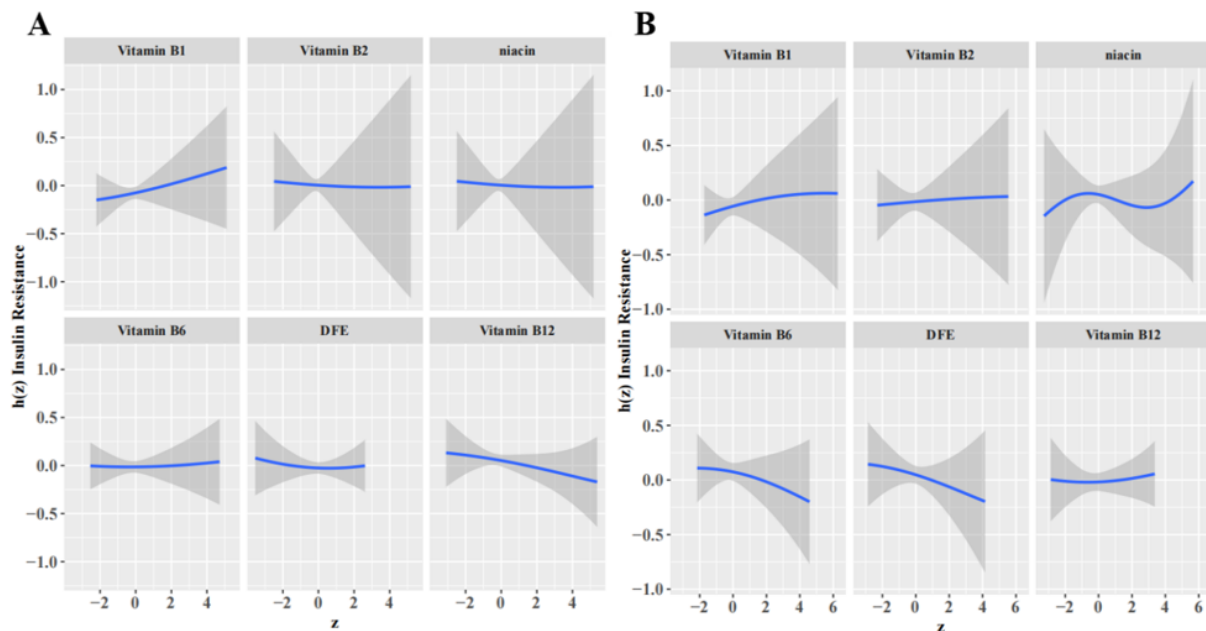 A
Vitamin B1 Vitamin B2 niacin
1.0
0.5
0.0
−0.5
−1.0
Vitamin B6 DFE Vitamin B12
1.0
0.5
0.0
−0.5
−1.0
h(z) Insulin Resistance
−2 0 2 4 −2 0 2 4 −2 0 2 4
z
B
Vitamin B1 Vitamin B2 niacin
1.0
0.5
0.0
−0.5
−1.0
Vitamin B6 DFE Vitamin B12
1.0
0.5
0.0
−0.5
−1.0
h(z) Insulin Resistance
−2 0 2 4 6 −2 0 2 4 6 −2 0 2 4 6
z